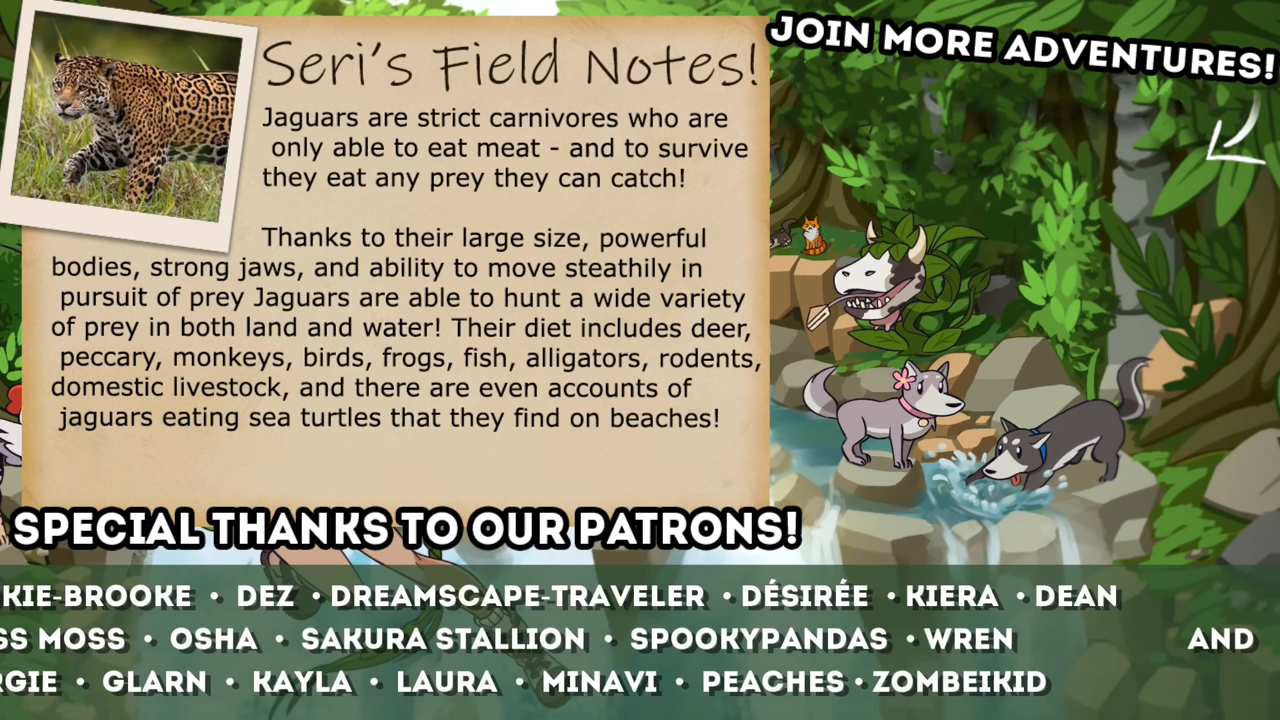 Seri's Field Notes!
JOIN MORE ADVENTURES!
Jaguars are strict carnivores who are
only able to eat meat - and to survive
they eat any prey they can catch!
Thanks to their large size, powerful
bodies, strong jaws, and ability to move steathily in
pursuit of prey Jaguars are able to hunt a wide variety
of prey in both land and water! Their diet includes deer,
peccary, monkeys, birds, frogs, fish, alligators, rodents,
domestic livestock, and there are even accounts of
jaguars eating sea turtles that they find on beaches!
SPECIAL THANKS TO OUR PATRONS!
KIE-BROOKE • DEZ • DREAMSCAPE-TRAVELER • DÉSIRÉE • KIERA • DEAN
SS MOSS • OSHA • SAKURA STALLION • SPOOKYPANDAS • WREN AND
RGIE • GLARN • KAYLA • LAURA • MINAVI • PEACHES • ZOMBEIKID